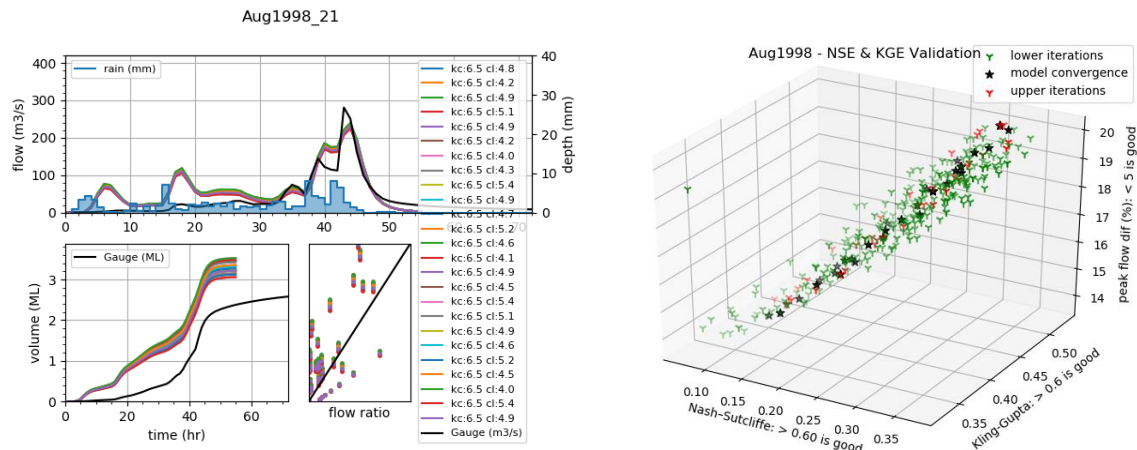 Aug1998_21
flow (m3/s)
400
300
200
100
0
rain (mm)
40
30
20
10
0
depth (mm)
0
10
20
30
40
50
60
70
kc:6.5 cl:4.8
kc:6.5 cl:4.2
kc:6.5 cl:4.9
kc:6.5 cl:5.1
kc:6.5 cl:4.9
kc:6.5 cl:4.2
kc:6.5 cl:4.0
kc:6.5 cl:4.3
kc:6.5 cl:5.4
kc:6.5 cl:4.9
kc:6.5 cl:4.7
kc:6.5 cl:5.2
kc:6.5 cl:4.6
kc:6.5 cl:4.1
kc:6.5 cl:4.9
kc:6.5 cl:4.5
kc:6.5 cl:5.4
kc:6.5 cl:5.1
kc:6.5 cl:4.9
kc:6.5 cl:4.6
kc:6.5 cl:5.2
kc:6.5 cl:4.5
kc:6.5 cl:4.0
kc:6.5 cl:5.4
kc:6.5 cl:4.9
Gauge (m3/s)
volume (ML)
3
2
1
0
Gauge (ML)
0
20
40
60
time (hr)
flow ratio
Aug1998 - NSE & KGE Validation
lower iterations
model convergence
upper iterations
20
19
18
17
16
15
14
peak flow dif (%): < 5 is good
0.10
0.15
0.20
0.25
0.30
0.35
Nash–Sutcliffe: > 0.60 is good
0.35
0.40
0.45
0.50
Kling-Gupta: > 0.6 is good